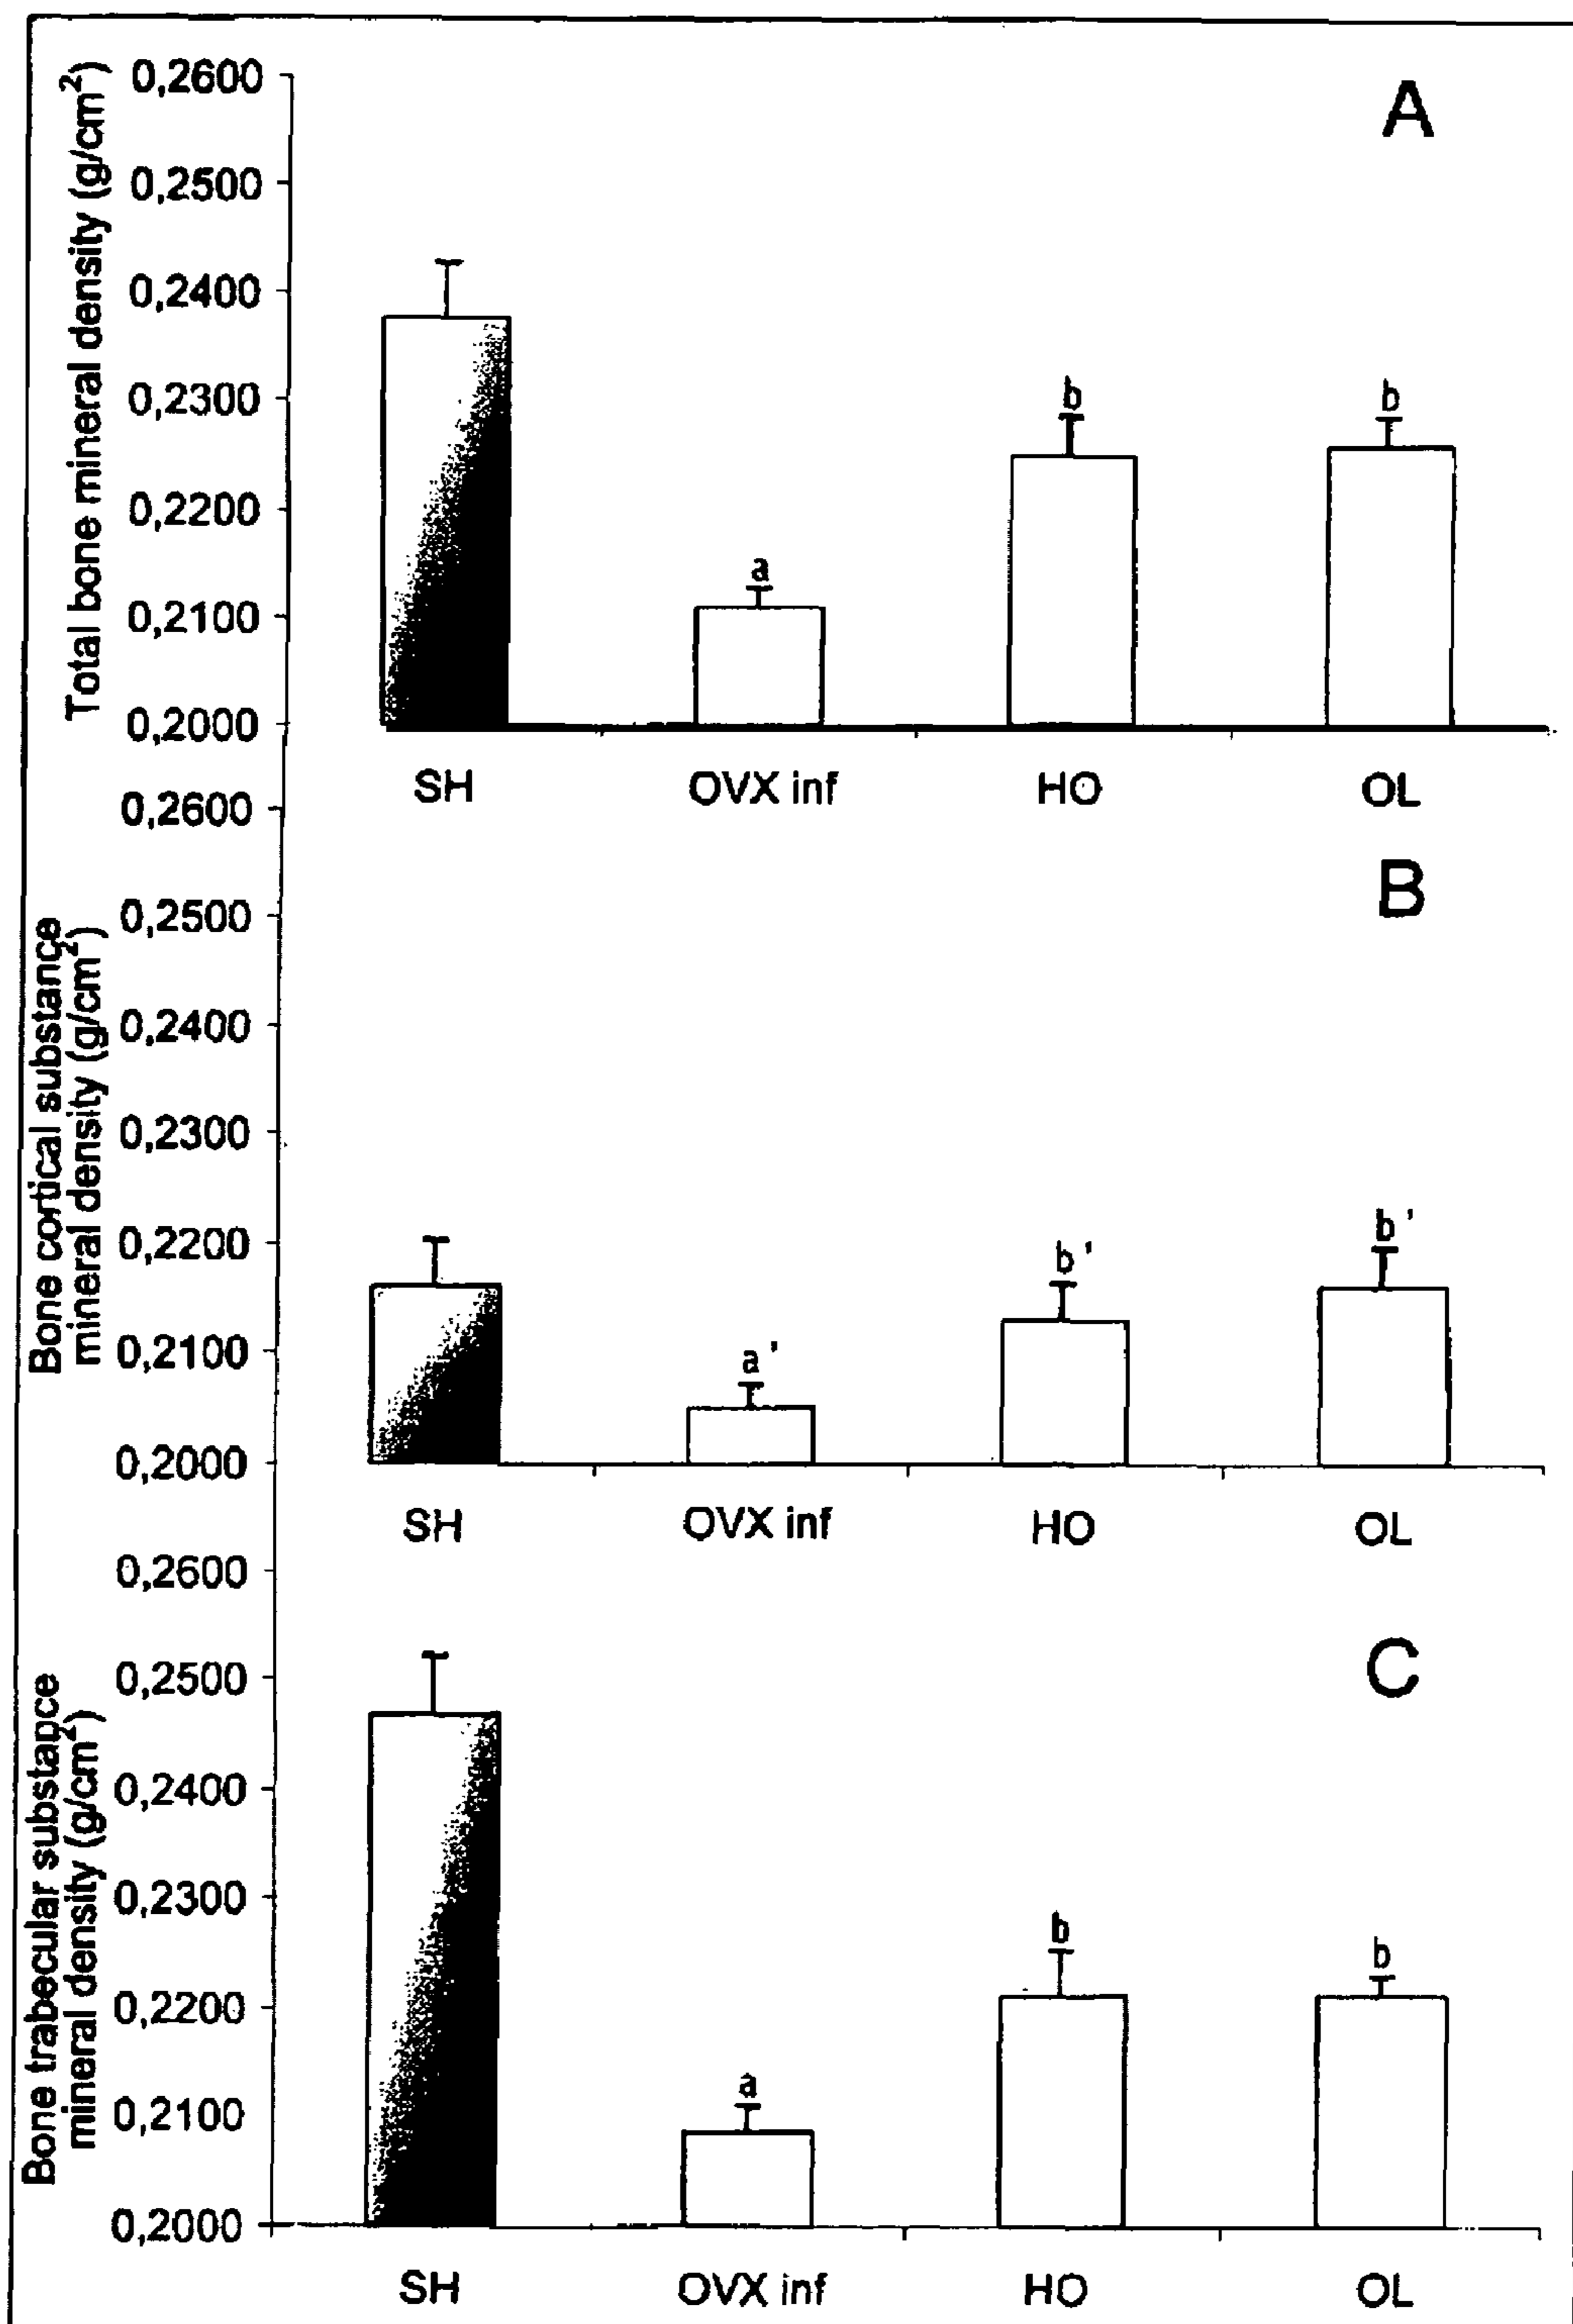 A
Total bone mineral density (g/cm²)
0,2600
0,2500
0,2400
0,2300
0,2200
0,2100
0,2000
a
b
b
SH OVX inf HO OL
B
Bone cortical substance
mineral density (g/cm²)
0,2600
0,2500
0,2400
0,2300
0,2200
0,2100
0,2000
a'
b'
b'
SH OVX inf HO OL
C
Bone trabecular substance
mineral density (g/cm²)
0,2600
0,2500
0,2400
0,2300
0,2200
0,2100
0,2000
a
b
b
SH OVX inf HO OL